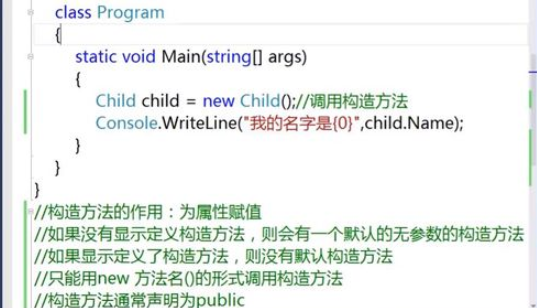 class Program
{
static void Main(string[] args)
{
Child child = new Child();//调用构造方法
Console.WriteLine("我的名字是{0}",child.Name);
}
}
}
//构造方法的作用：为属性赋值
//如果没有显示定义构造方法，则会有一个默认的无参数的构造方法
//如果显示定义了构造方法，则没有默认构造方法
//只能用new 方法名()的形式调用构造方法
//构造方法通常声明为public